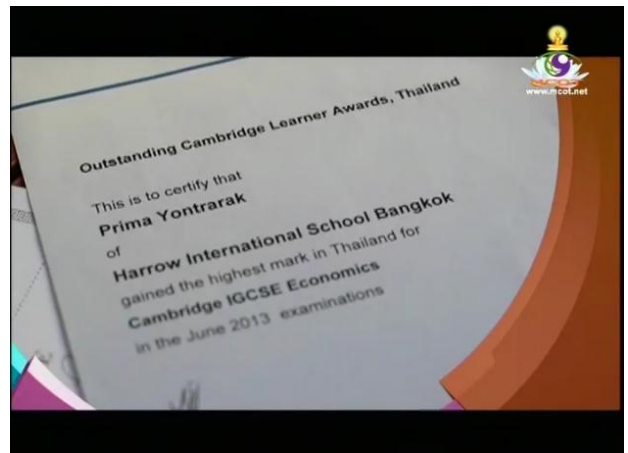 Outstanding Cambridge Learner Awards, Thailand
This is to certify that
Prima Yontrarak
of
Harrow International School Bangkok
gained the highest mark in Thailand for
Cambridge IGCSE Economics
in the June 2013 examinations
MCOT
www.mcot.net